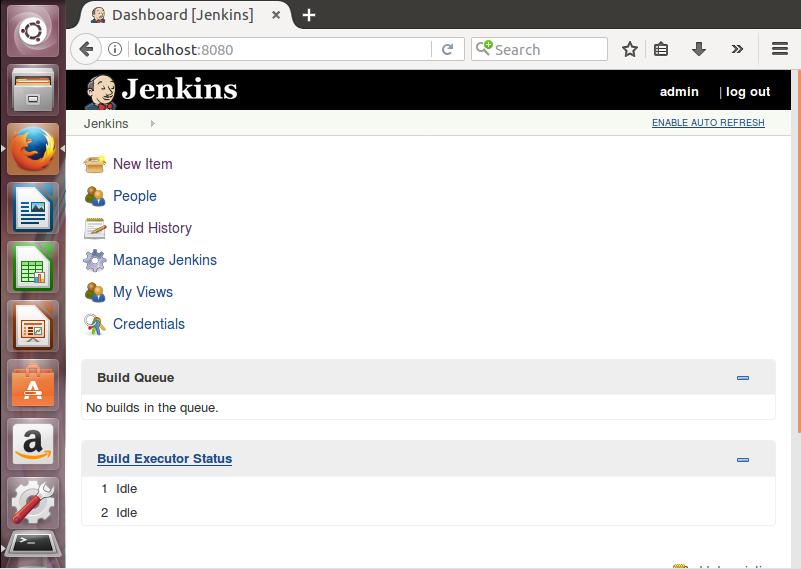 Dashboard [Jenkins]
localhost:8080
Search
Jenkins
admin | log out
Jenkins
ENABLE AUTO REFRESH
New Item
People
Build History
Manage Jenkins
My Views
Credentials
Build Queue
No builds in the queue.
Build Executor Status
1 Idle
2 Idle